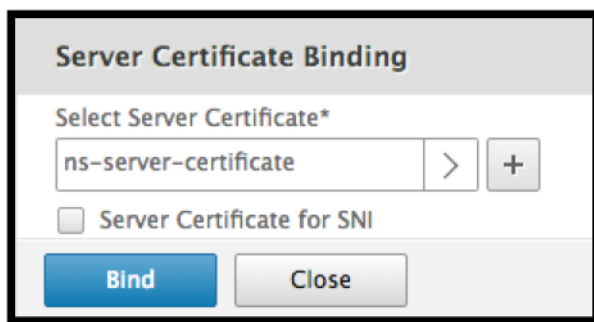 Server Certificate Binding
Select Server Certificate*
ns-server-certificate > +
Server Certificate for SNI
Bind Close